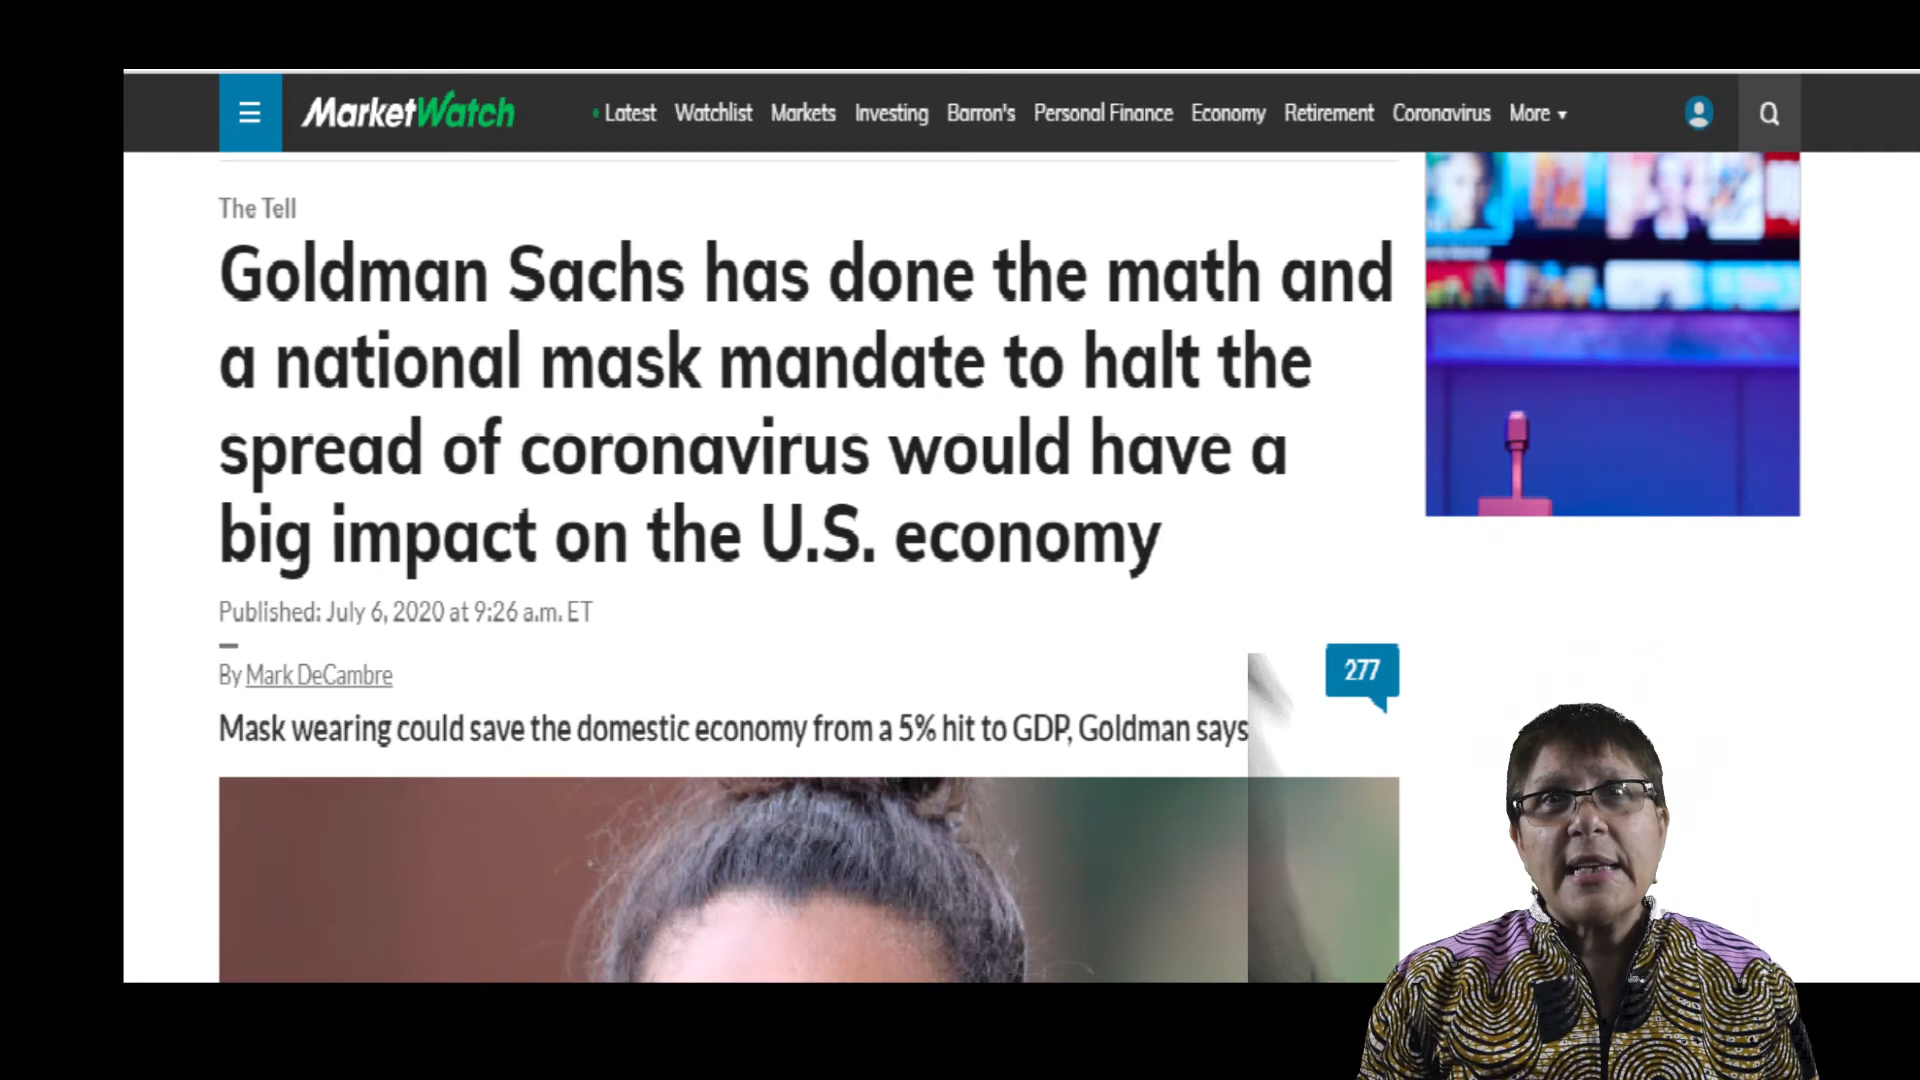 MarketWatch
Latest Watchlist Markets Investing Barron's Personal Finance Economy Retirement Coronavirus More
The Tell
Goldman Sachs has done the math and
a national mask mandate to halt the
spread of coronavirus would have a
big impact on the U.S. economy
Published: July 6, 2020 at 9:26 a.m. ET
By Mark DeCambre
277
Mask wearing could save the domestic economy from a 5% hit to GDP, Goldman says